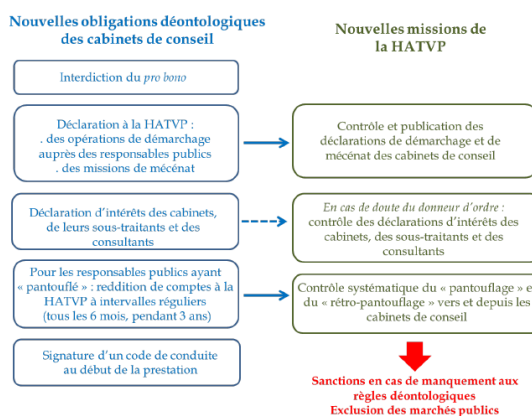 Nouvelles obligations déontologiques
des cabinets de conseil
Interdiction du pro bono
Déclaration à la HATVP :
. des opérations de démarchage
auprès des responsables publics
. des missions de mécénat
Déclaration d'intérêts des cabinets,
de leurs sous-traitants et des
consultants
Pour les responsables publics ayant
« pantouflé » : reddition de comptes à la
HATVP à intervalles réguliers
(tous les 6 mois, pendant 3 ans)
Signature d'un code de conduite
au début de la prestation
Nouvelles missions de
la HATVP
Contrôle et publication des
déclarations de démarchage et de
mécénat des cabinets de conseil
En cas de doute du donneur d'ordre :
contrôle des déclarations d'intérêts des
cabinets, des sous-traitants et des
consultants
Contrôle systématique du « pantouflage » e
du « rétro-pantouflage » vers et depuis les
cabinets de conseil
Sanctions en cas de manquement aux
règles déontologiques
Exclusion des marchés publics